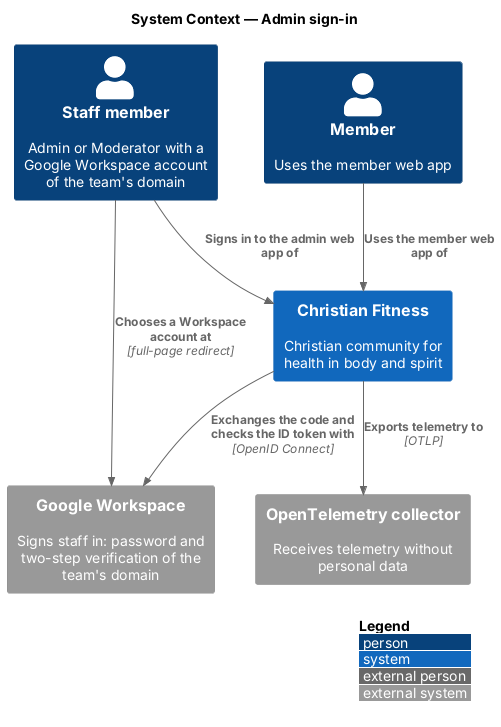 System Context — Admin sign-in
Staff member
Admin or Moderator with a
Google Workspace account
of the team's domain
Member
Uses the member web app
Signs in to the admin web
app of
Uses the member web
app of
Christian Fitness
Christian community for
health in body and spirit
Chooses a Workspace
account at
[full-page redirect]
Exchanges the code and
checks the ID token with
[OpenID Connect]
Exports telemetry to
[OTLP]
Google Workspace
Signs staff in: password and
two-step verification of the
team's domain
OpenTelemetry collector
Receives telemetry without
personal data
Legend
person
system
external person
external system